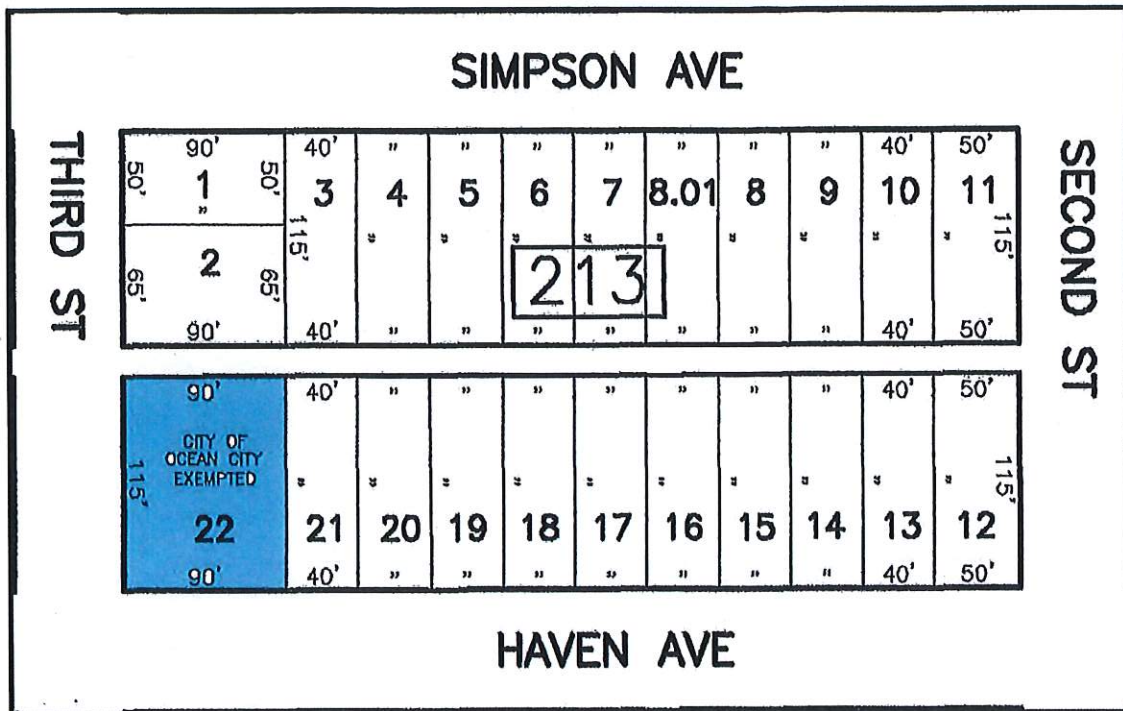 SIMPSON AVE
THIRD ST
SECOND ST
90' 40' " " " " " " " 40' 50'
50' 1 50' 3 4 5 6 7 8.01 8 9 10 11
"
115' " " " " " " " " " 115'
2
65' 65'
213
90' 40' " " " " " " " 40' 50'
90' 40' " " " " " " " 40' 50'
CITY OF
OCEAN CITY
EXEMPTED
115' " " " " " " " " " " 115'
22 21 20 19 18 17 16 15 14 13 12
90' 40' " " " " " " " 40' 50'
HAVEN AVE